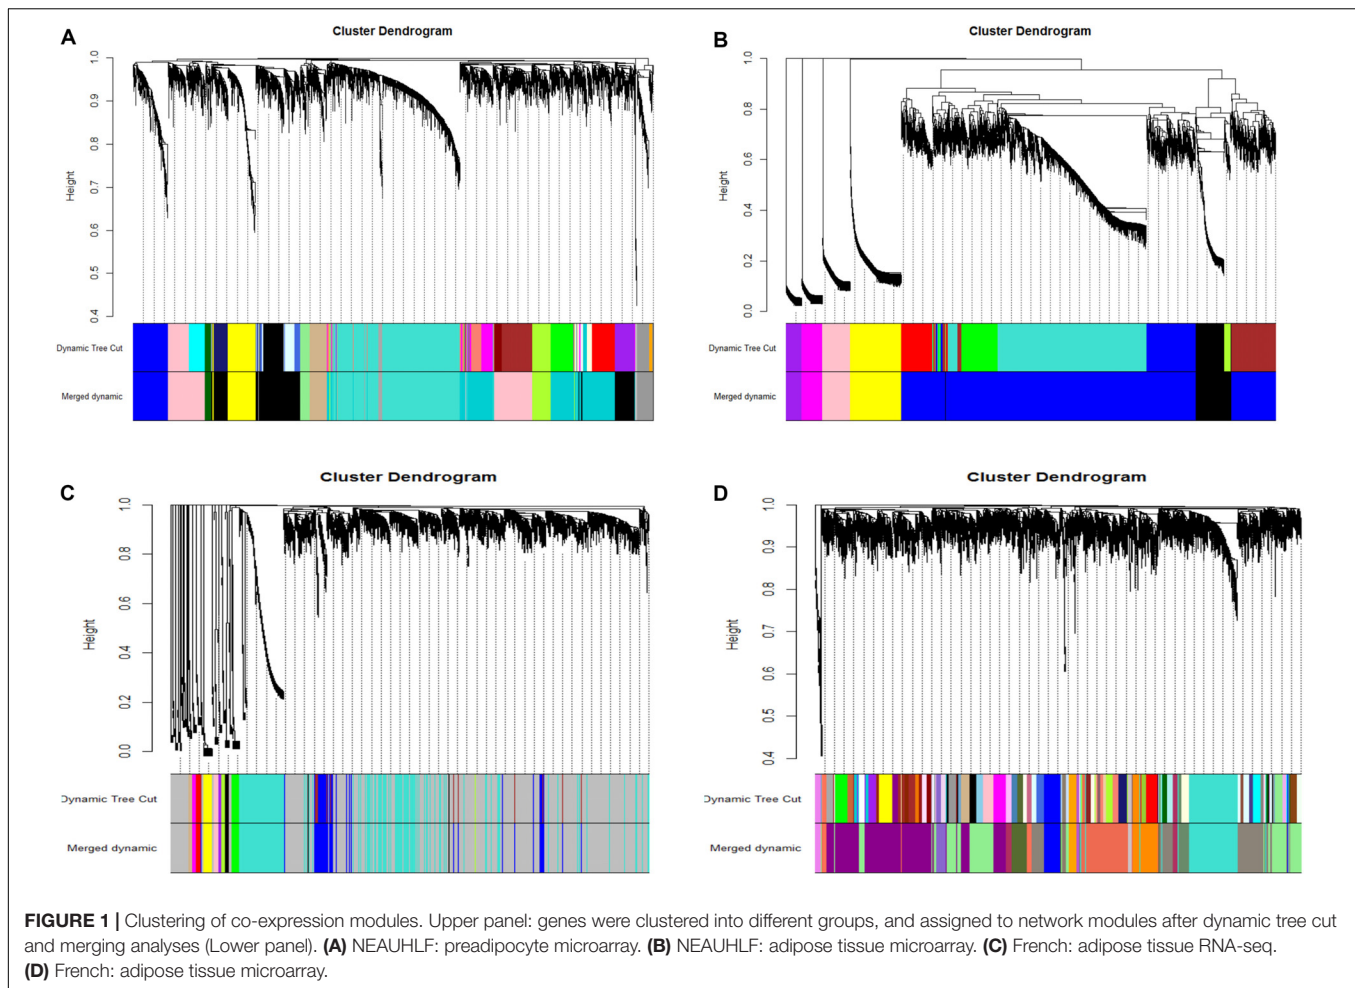 A
Cluster Dendrogram
Height
1.0
0.9
0.8
0.7
0.6
0.5
0.4
Dynamic Tree Cut
Merged dynamic
B
Cluster Dendrogram
Height
1.0
0.8
0.6
0.4
0.2
0.0
Dynamic Tree Cut
Merged dynamic
C
Cluster Dendrogram
Height
1.0
0.8
0.6
0.4
0.2
0.0
Dynamic Tree Cut
Merged dynamic
D
Cluster Dendrogram
Height
1.0
0.9
0.8
0.7
0.6
0.5
0.4
Dynamic Tree Cut
Merged dynamic
FIGURE 1 | Clustering of co-expression modules. Upper panel: genes were clustered into different groups, and assigned to network modules after dynamic tree cut
and merging analyses (Lower panel). (A) NEAUHLF: preadipocyte microarray. (B) NEAUHLF: adipose tissue microarray. (C) French: adipose tissue RNA-seq.
(D) French: adipose tissue microarray.